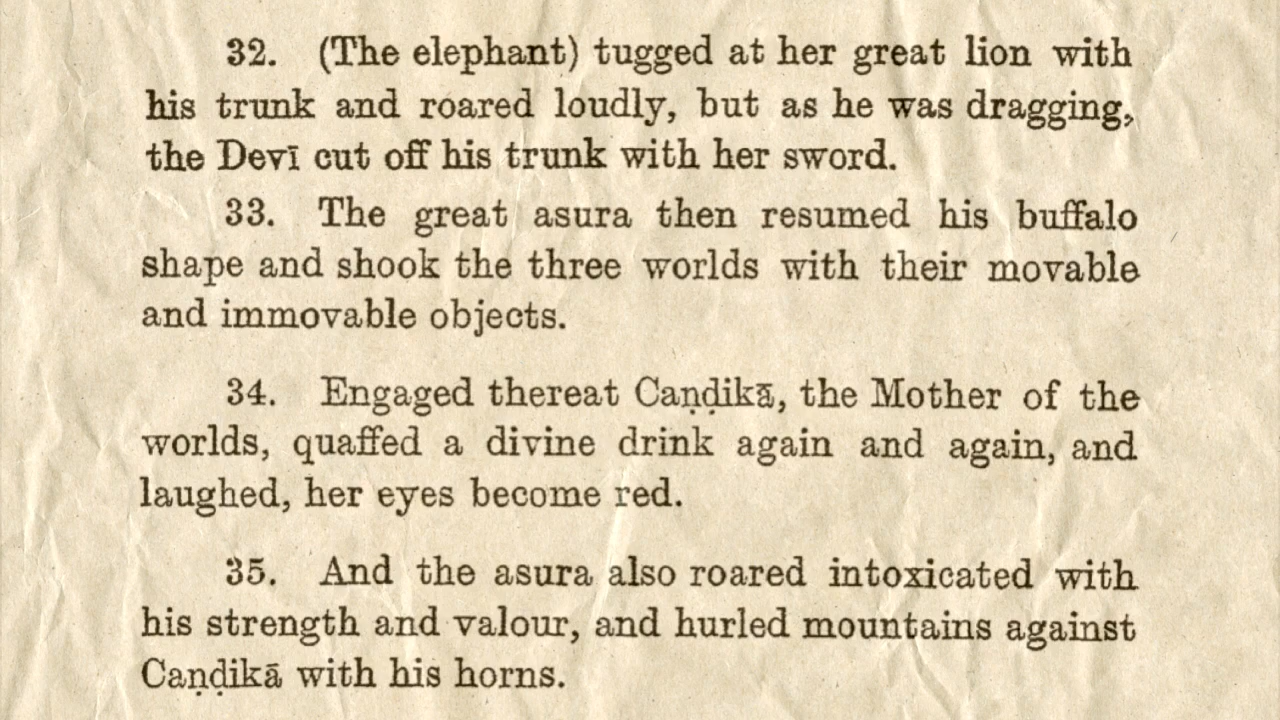 32. (The elephant) tugged at her great lion with
his trunk and roared loudly, but as he was dragging,
the Devī cut off his trunk with her sword.
33. The great asura then resumed his buffalo
shape and shook the three worlds with their movable
and immovable objects.
34. Engaged thereat Caṇḍikā, the Mother of the
worlds, quaffed a divine drink again and again, and
laughed, her eyes become red.
35. And the asura also roared intoxicated with
his strength and valour, and hurled mountains against
Caṇḍikā with his horns.